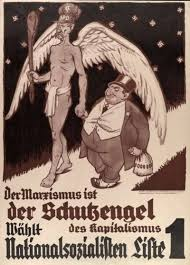 Der Marxismus ist
der Schutzengel
des Kapitalismus
Wählt
Nationalsozialisten Liste 1